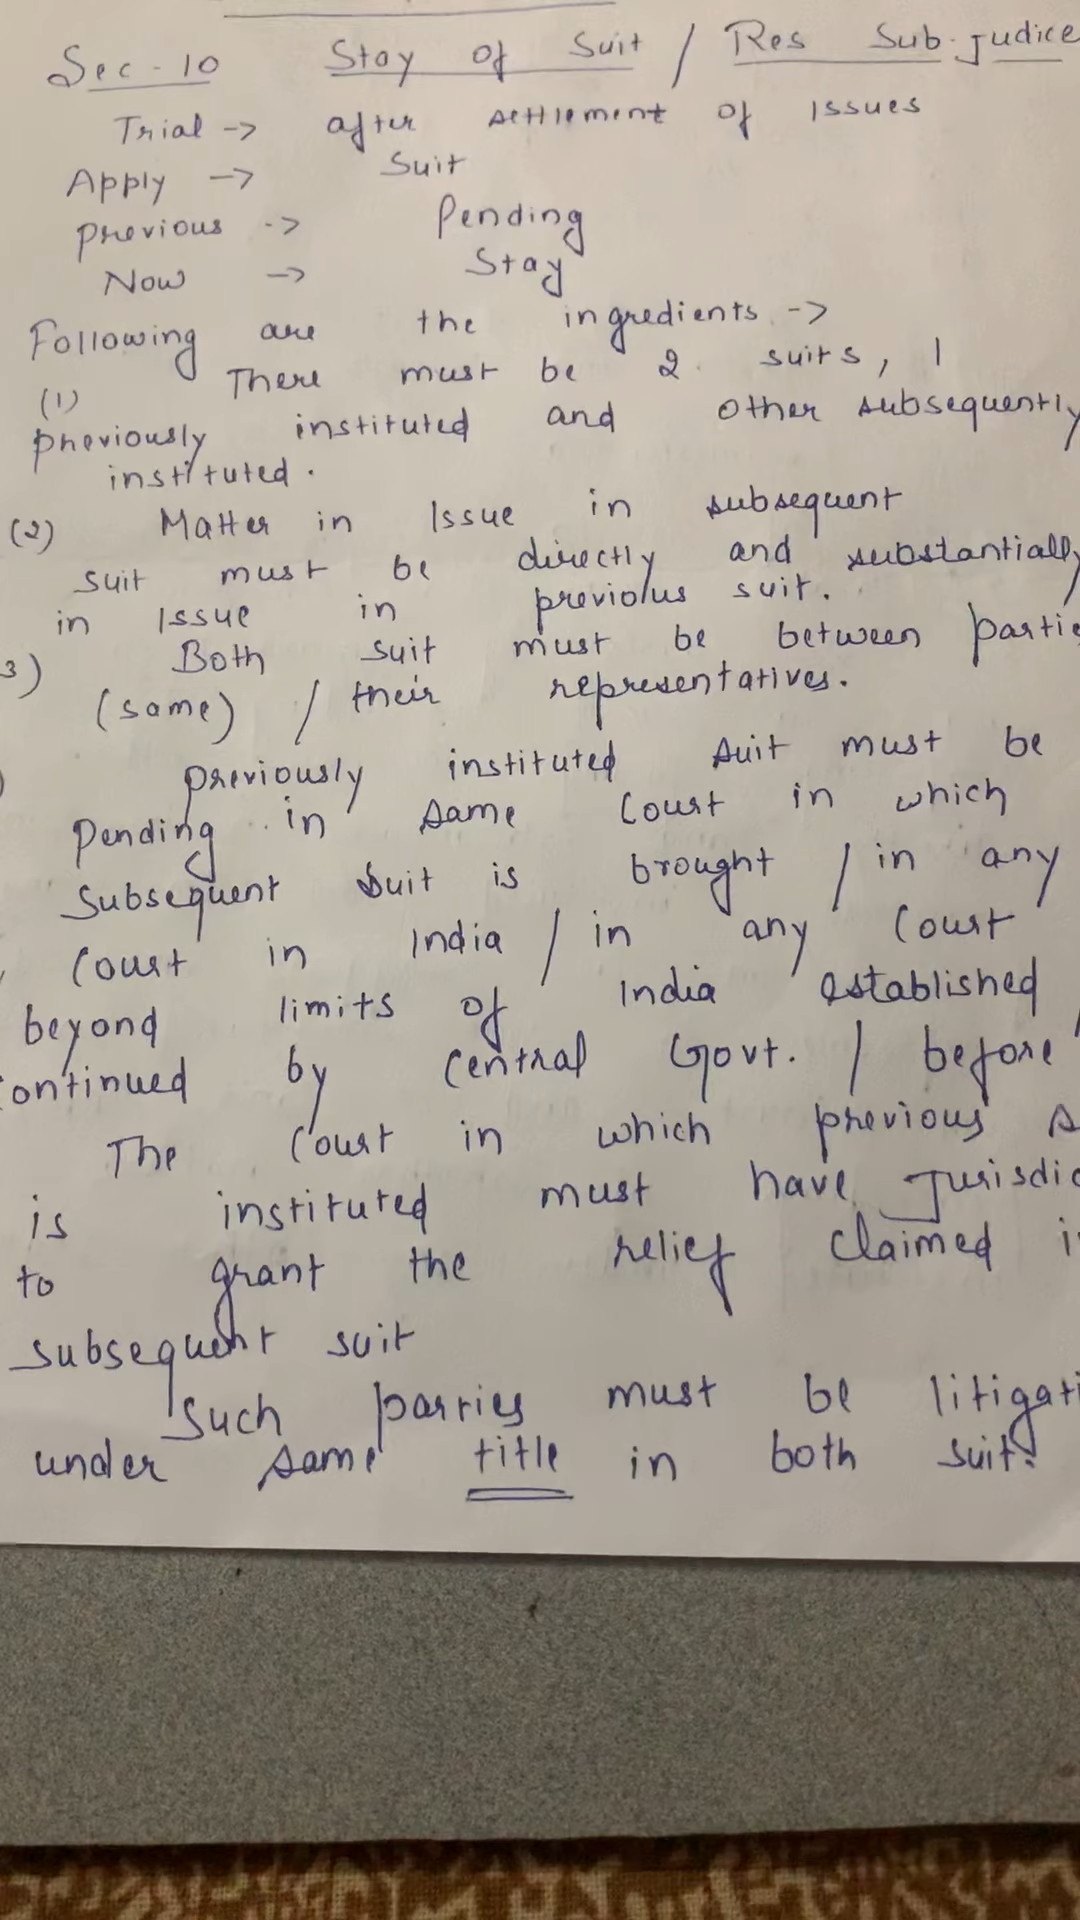 Sec-10 Stay of Suit / Res Sub-judice
Trial -> after settlement of Issues
Apply -> Suit
previous -> Pending
Now -> Stay
Following are the ingredients ->
(1) There must be 2 suits, 1
previously instituted and other subsequently
instituted.
(2) Matter in Issue in subsequent
suit must be directly and substantially
in Issue in previous suit.
3) Both suit must be between partie
(same) / their representatives.
) previously instituted suit must be
Pending in same Court in which
Subsequent Suit is brought / in any
Court in India / in any Court
beyond limits of India established /
continued by Central Govt. / before
The Court in which previous s
is instituted must have Jurisdic
to grant the relief claimed i
subsequent suit
Such parties must be litigati
under same title in both suit.